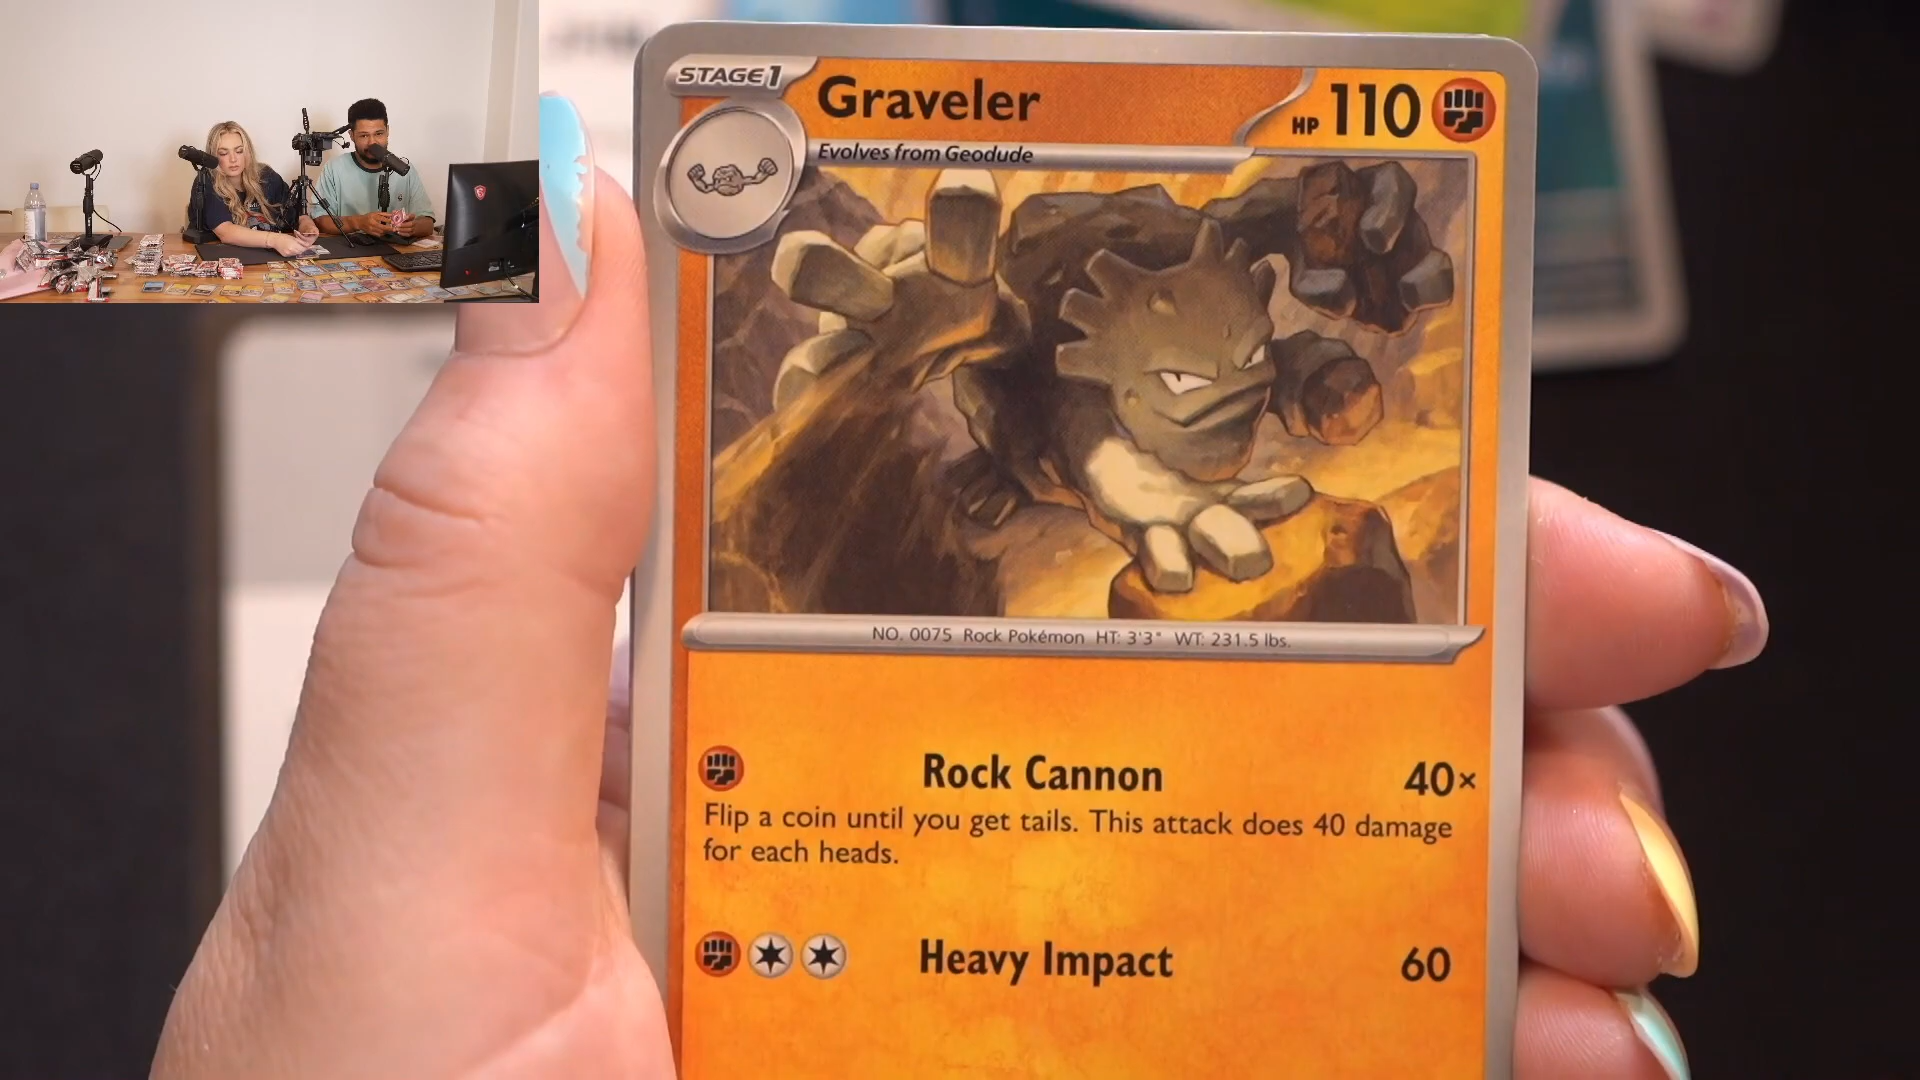 STAGE1
Graveler
HP 110
Evolves from Geodude
NO. 0075 Rock Pokémon HT: 3'3" WT: 231.5 lbs.
Rock Cannon 40×
Flip a coin until you get tails. This attack does 40 damage
for each heads.
Heavy Impact 60